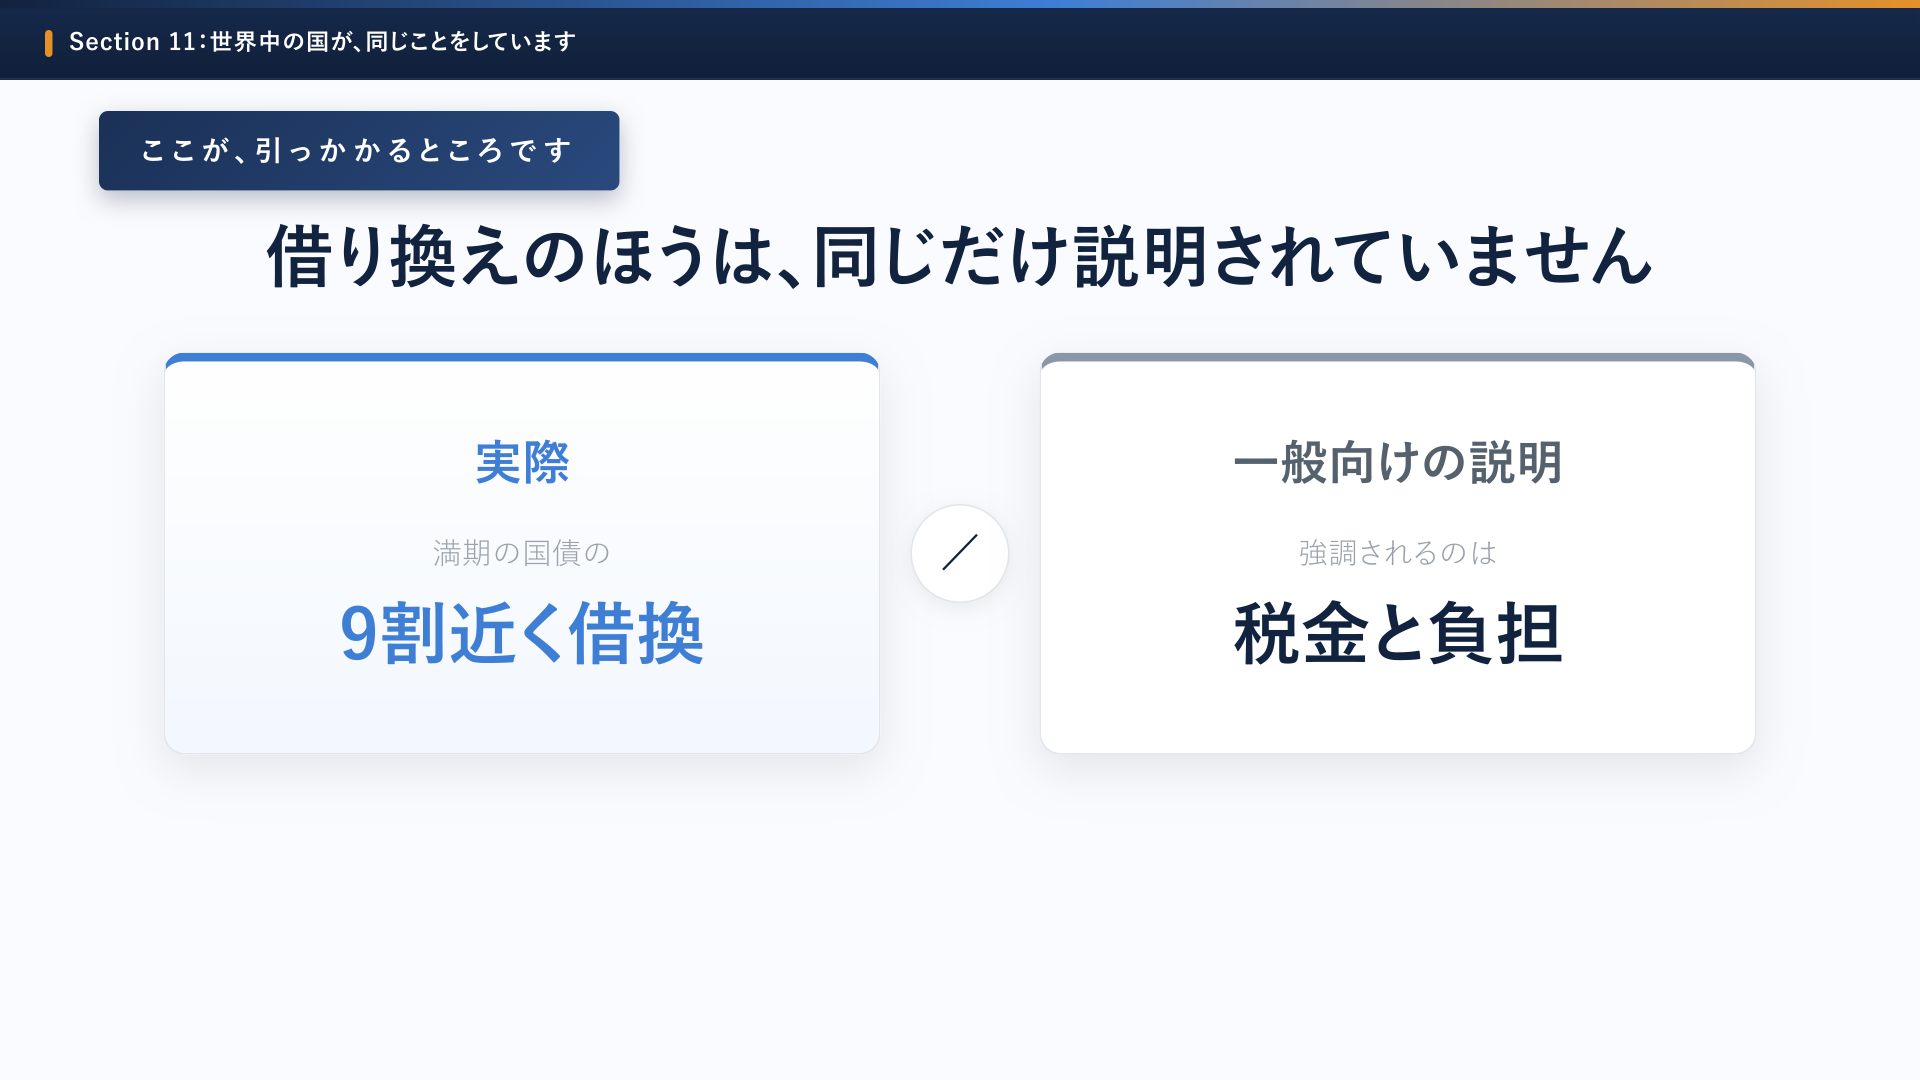 Section 11：世界中の国が、同じことをしています
ここが、引っかかるところです
借り換えのほうは、同じだけ説明されていません
実際
満期の国債の
9割近く借換
／
一般向けの説明
強調されるのは
税金と負担